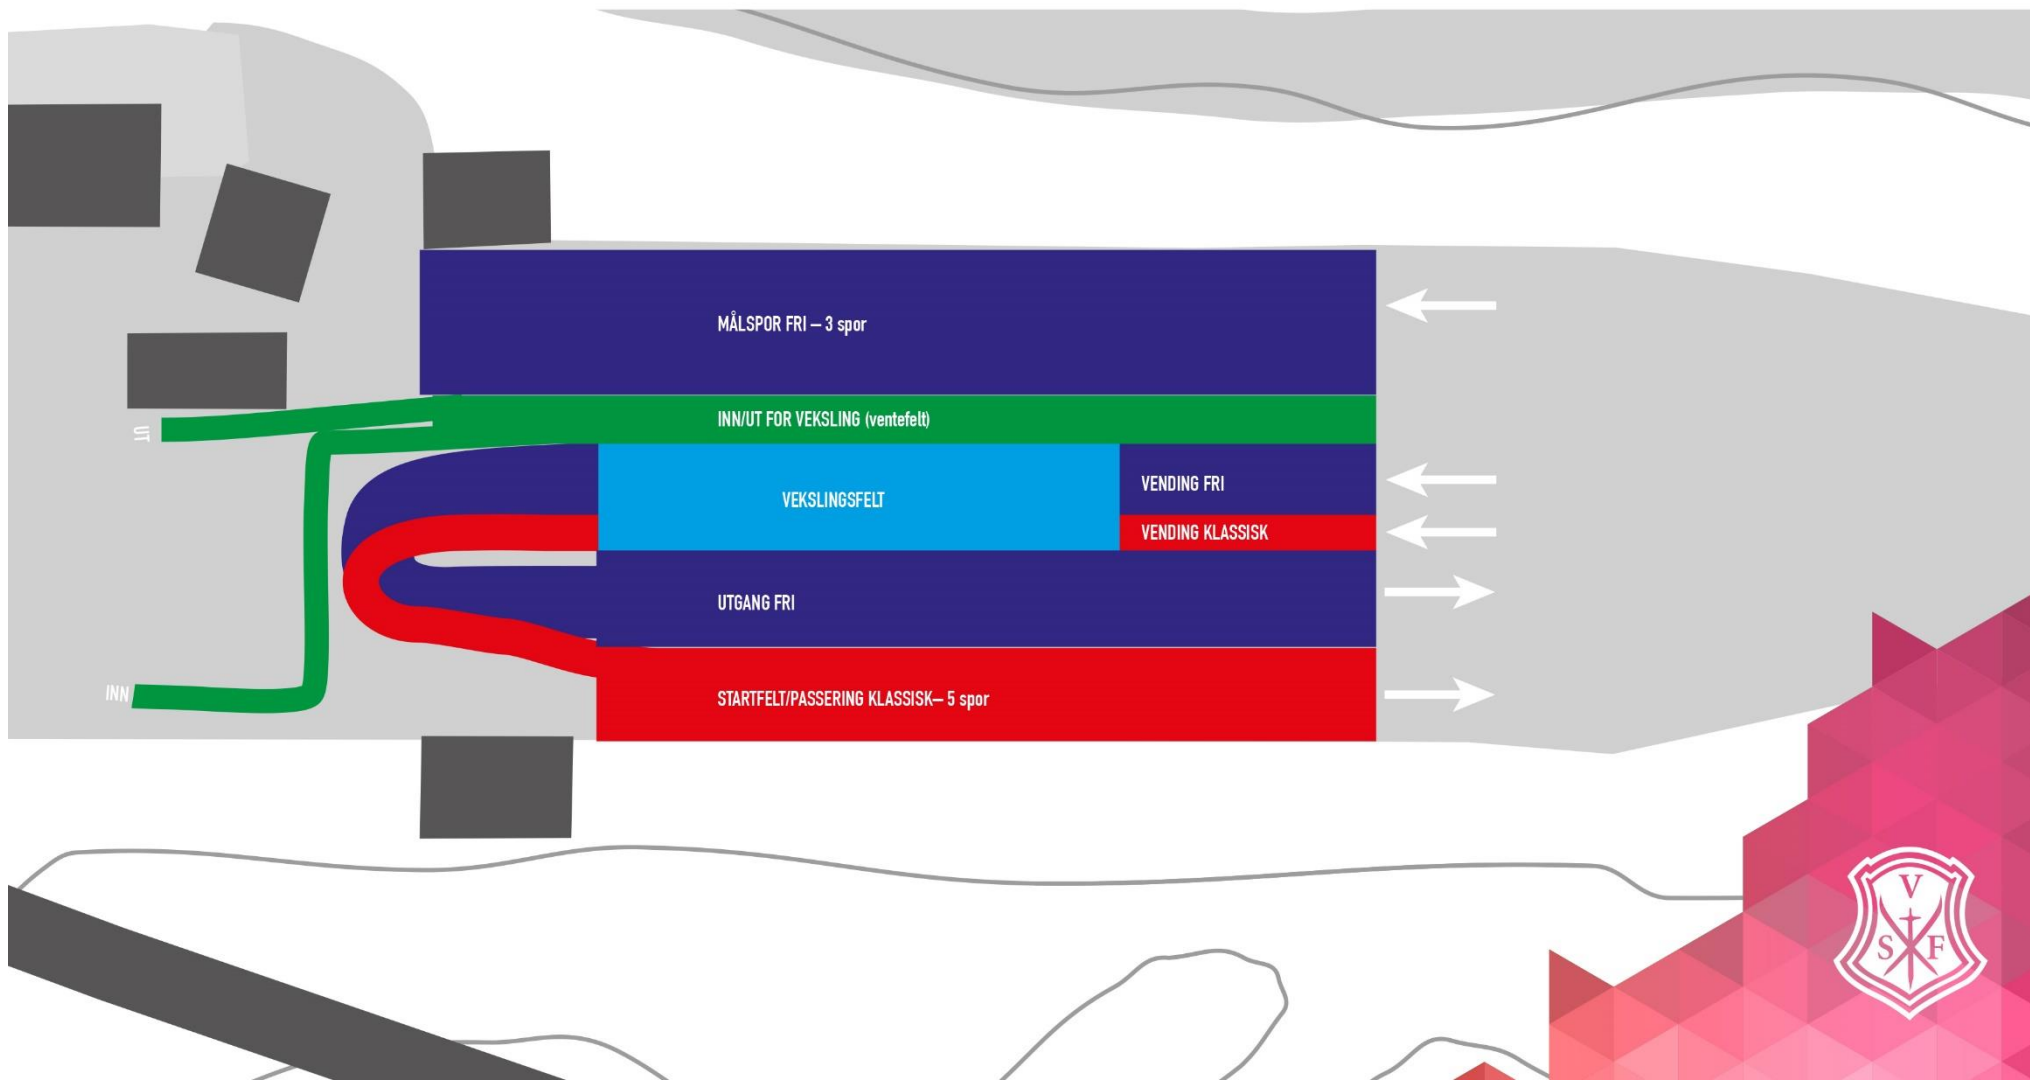 MÅLSPOR FRI – 3 spor
INN/UT FOR VEKSLING (ventefelt)
UT
VENDING FRI
VEKSLINGSFELT
VENDING KLASSISK
UTGANG FRI
INN
STARTFELT/PASSERING KLASSISK– 5 spor
V
S F